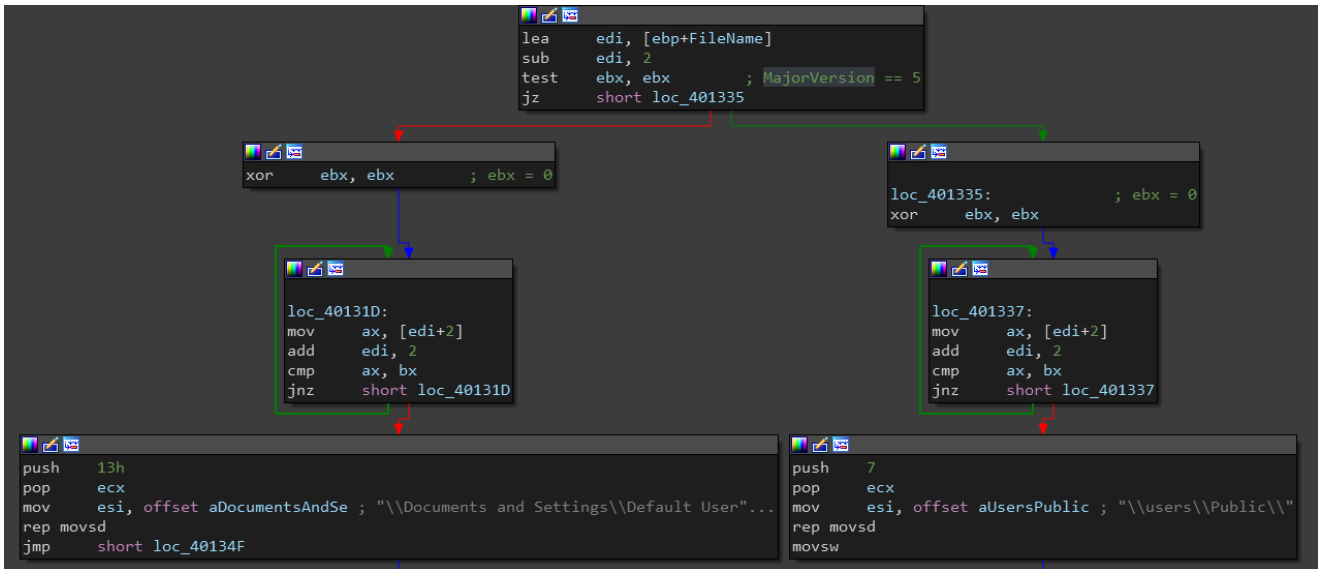 lea edi, [ebp+FileName]
sub edi, 2
test ebx, ebx ; MajorVersion == 5
jz short loc_401335
xor ebx, ebx ; ebx = 0
loc_401335: ; ebx = 0
xor ebx, ebx
loc_40131D:
mov ax, [edi+2]
add edi, 2
cmp ax, bx
jnz short loc_40131D
loc_401337:
mov ax, [edi+2]
add edi, 2
cmp ax, bx
jnz short loc_401337
push 13h
pop ecx
mov esi, offset aDocumentsAndSe ; "\\Documents and Settings\\Default User"...
rep movsd
jmp short loc_40134F
push 7
pop ecx
mov esi, offset aUsersPublic ; "\\users\\Public\\"
rep movsd
movsw